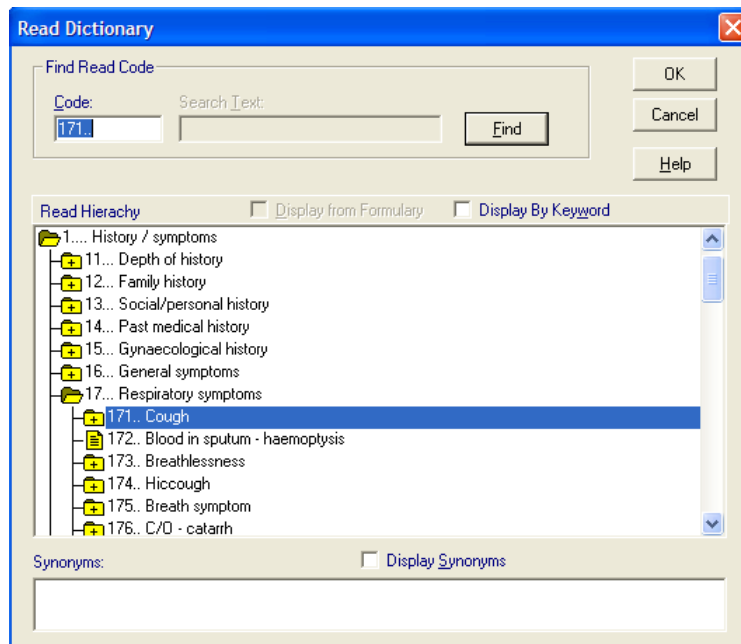 Read Dictionary
Find Read Code
OK
Code:
Search Text:
171..
Find
Cancel
Help
Read Hierachy
Display from Formulary
Display By Keyword
1.... History / symptoms
11... Depth of history
12... Family history
13... Social/personal history
14... Past medical history
15... Gynaecological history
16... General symptoms
17... Respiratory symptoms
171.. Cough
172.. Blood in sputum - haemoptysis
173.. Breathlessness
174.. Hiccough
175.. Breath symptom
176.. C/O - catarrh
Synonyms:
Display Synonyms